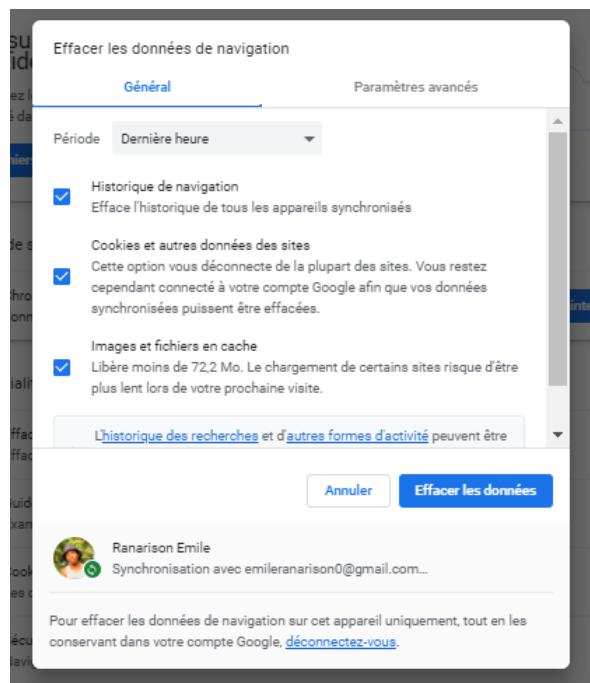 Effacer les données de navigation
Général
Paramètres avancés
Période
Dernière heure
Historique de navigation
Efface l'historique de tous les appareils synchronisés
Cookies et autres données des sites
Cette option vous déconnecte de la plupart des sites. Vous restez
cependant connecté à votre compte Google afin que vos données
synchronisées puissent être effacées.
Images et fichiers en cache
Libère moins de 72,2 Mo. Le chargement de certains sites risque d'être
plus lent lors de votre prochaine visite.
L'historique des recherches et d'autres formes d'activité peuvent être
Annuler
Effacer les données
Ranarison Emile
Synchronisation avec emileranarison0@gmail.com...
Pour effacer les données de navigation sur cet appareil uniquement, tout en les
conservant dans votre compte Google, déconnectez-vous.